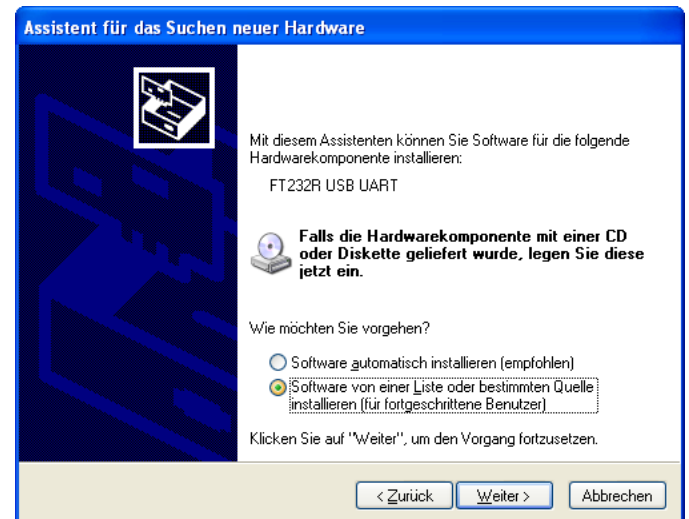 Assistent für das Suchen neuer Hardware
Mit diesem Assistenten können Sie Software für die folgende
Hardwarekomponente installieren:
FT232R USB UART
Falls die Hardwarekomponente mit einer CD
oder Diskette geliefert wurde, legen Sie diese
jetzt ein.
Wie möchten Sie vorgehen?
Software automatisch installieren (empfohlen)
Software von einer Liste oder bestimmten Quelle
installieren (für fortgeschrittene Benutzer)
Klicken Sie auf "Weiter", um den Vorgang fortzusetzen.
< Zurück Weiter > Abbrechen